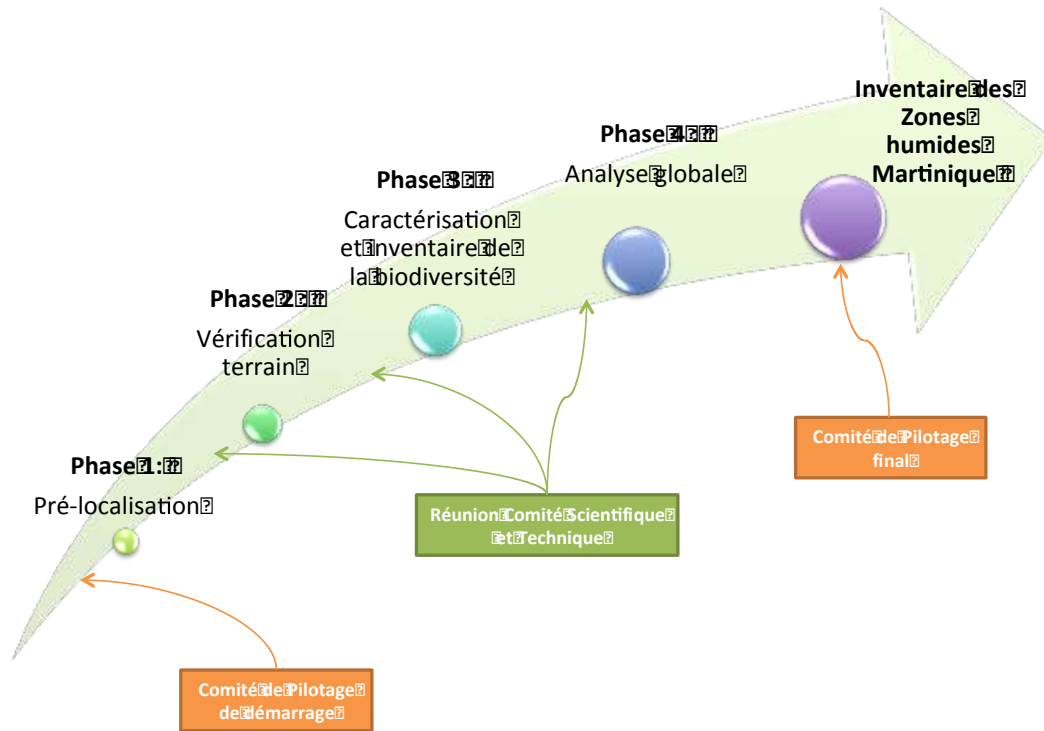 Phase 1:
Pré-localisation
Phase 2 :
Vérification
terrain
Phase 3 :
Caractérisation
et inventaire de
la biodiversité
Phase 4 :
Analyse globale
Inventaire des
Zones
humides
Martinique
Comité de Pilotage
de démarrage
Réunion Comité Scientifique
et Technique
Comité de Pilotage
final